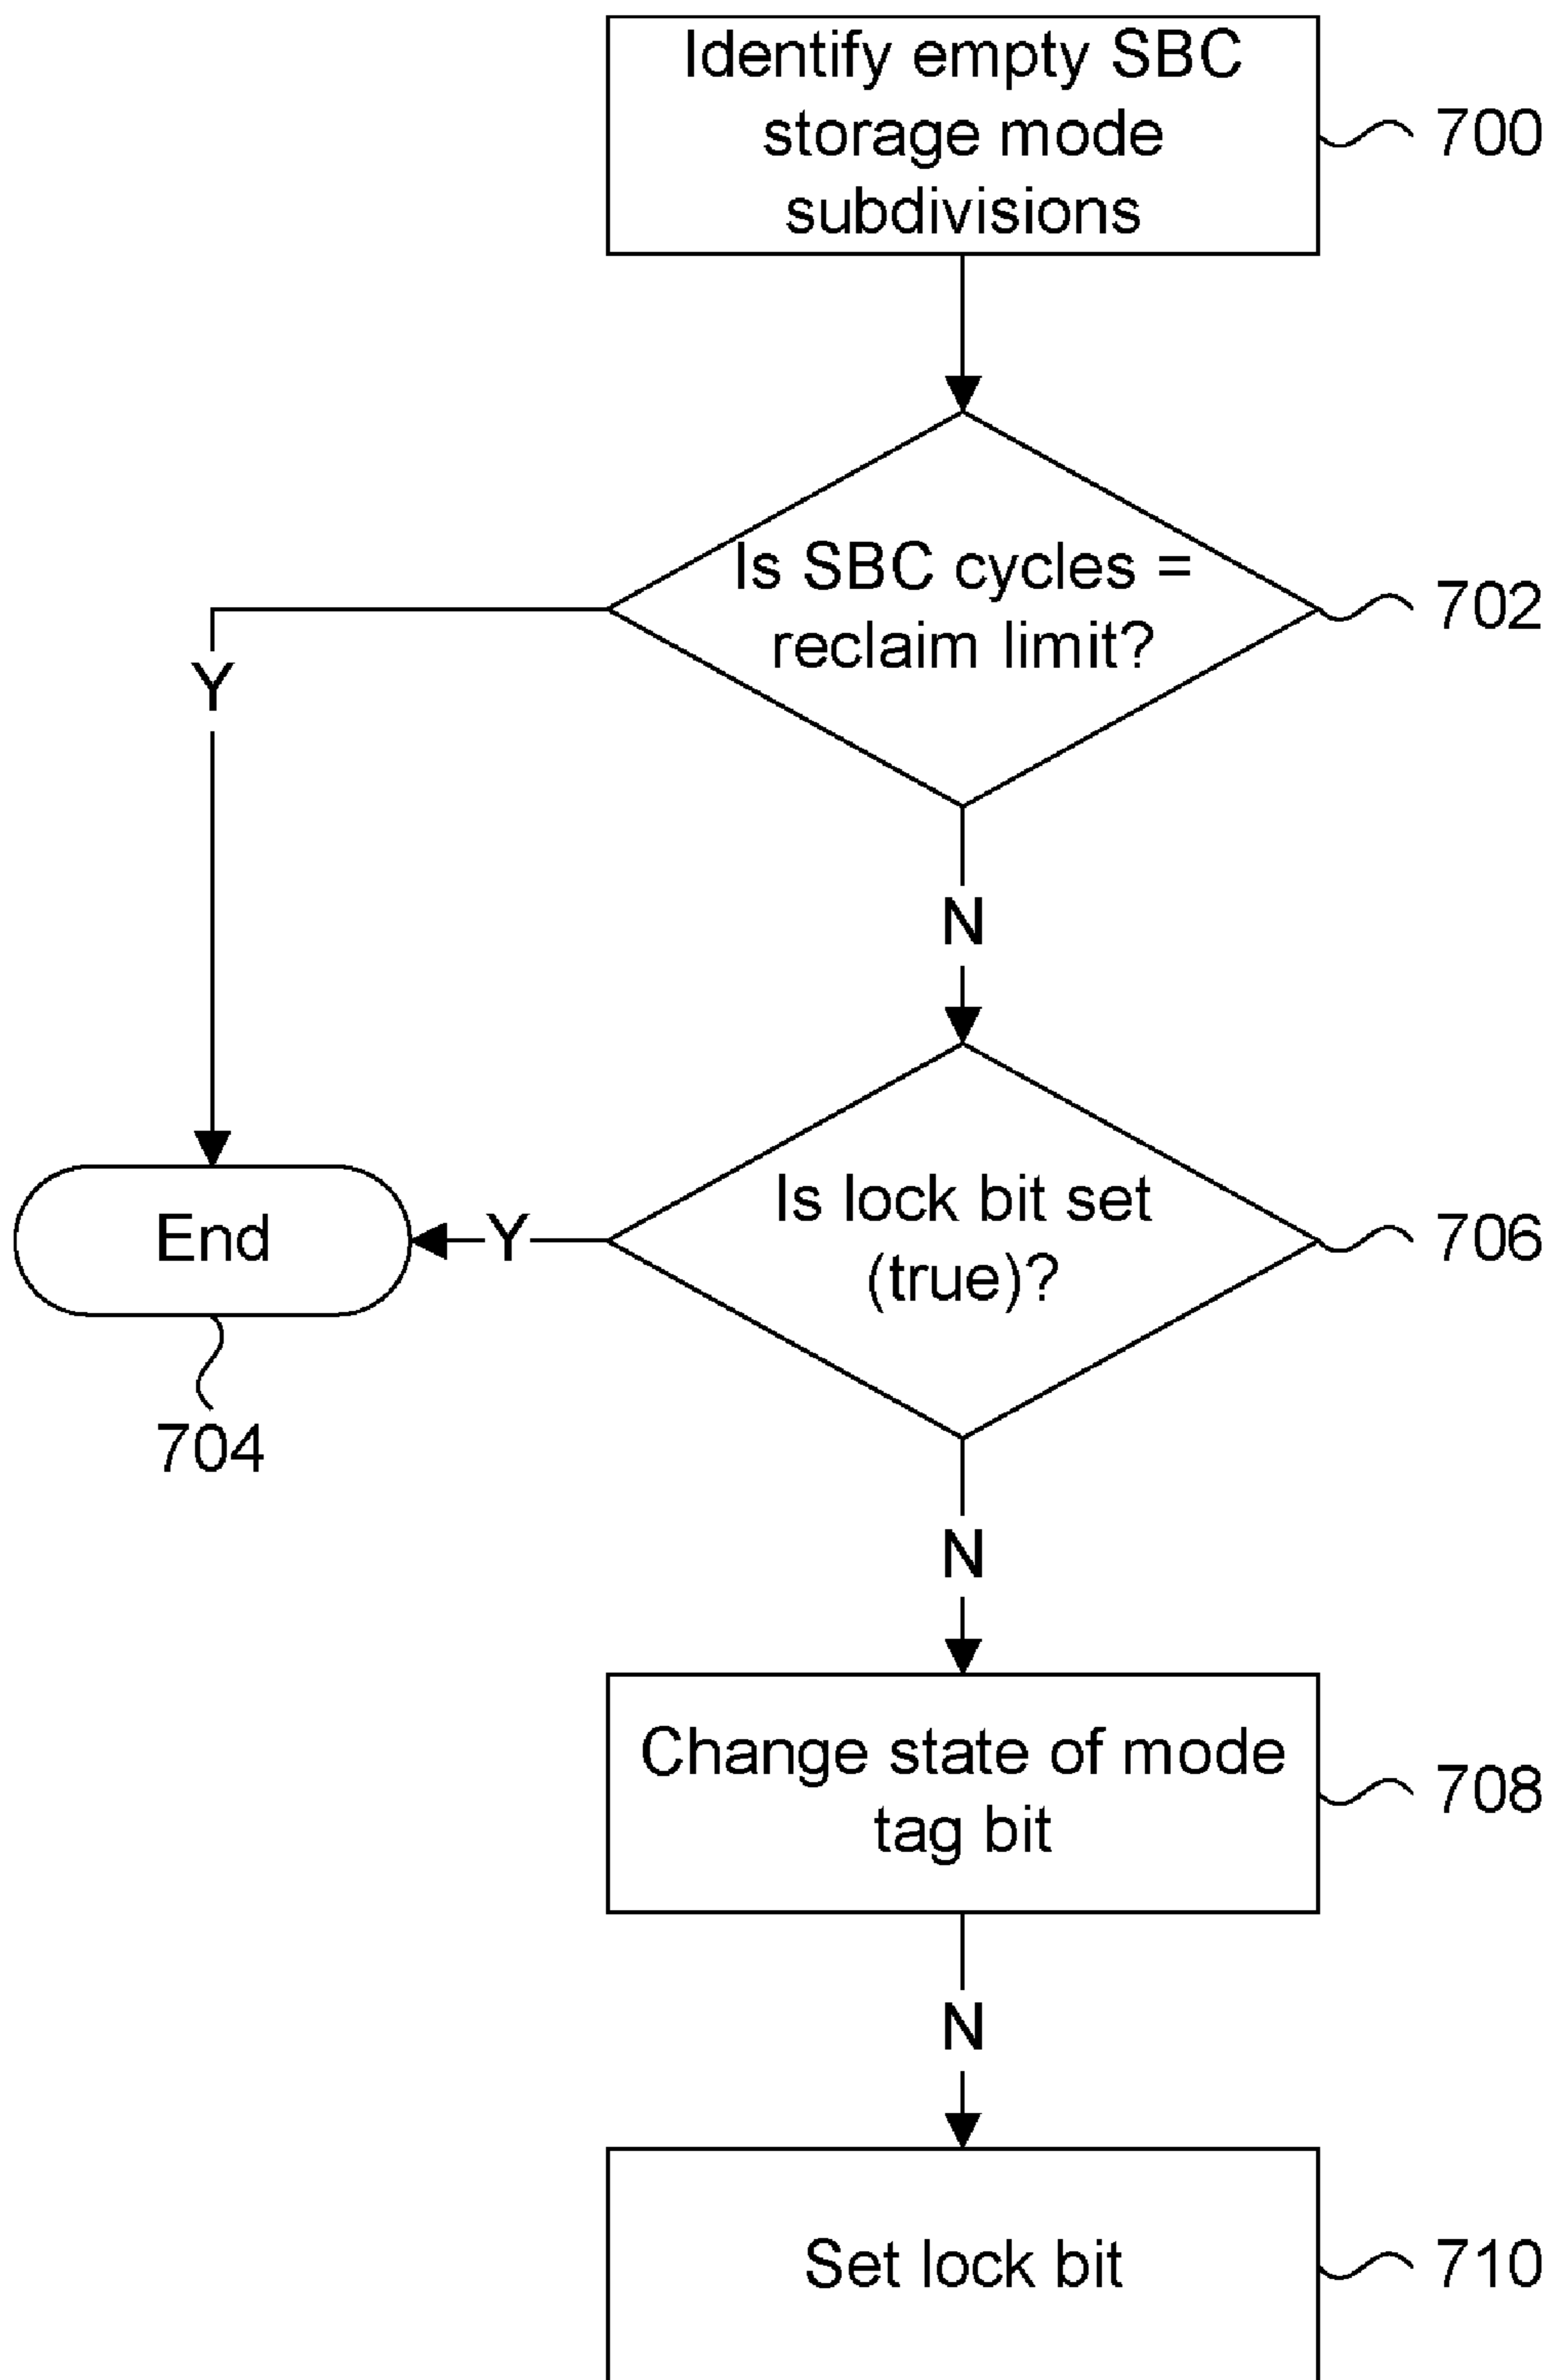 Identify empty SBC
storage mode
subdivisions
700
Is SBC cycles =
reclaim limit?
702
Y
N
Is lock bit set
(true)?
706
Y
End
704
N
Change state of mode
tag bit
708
N
Set lock bit
710